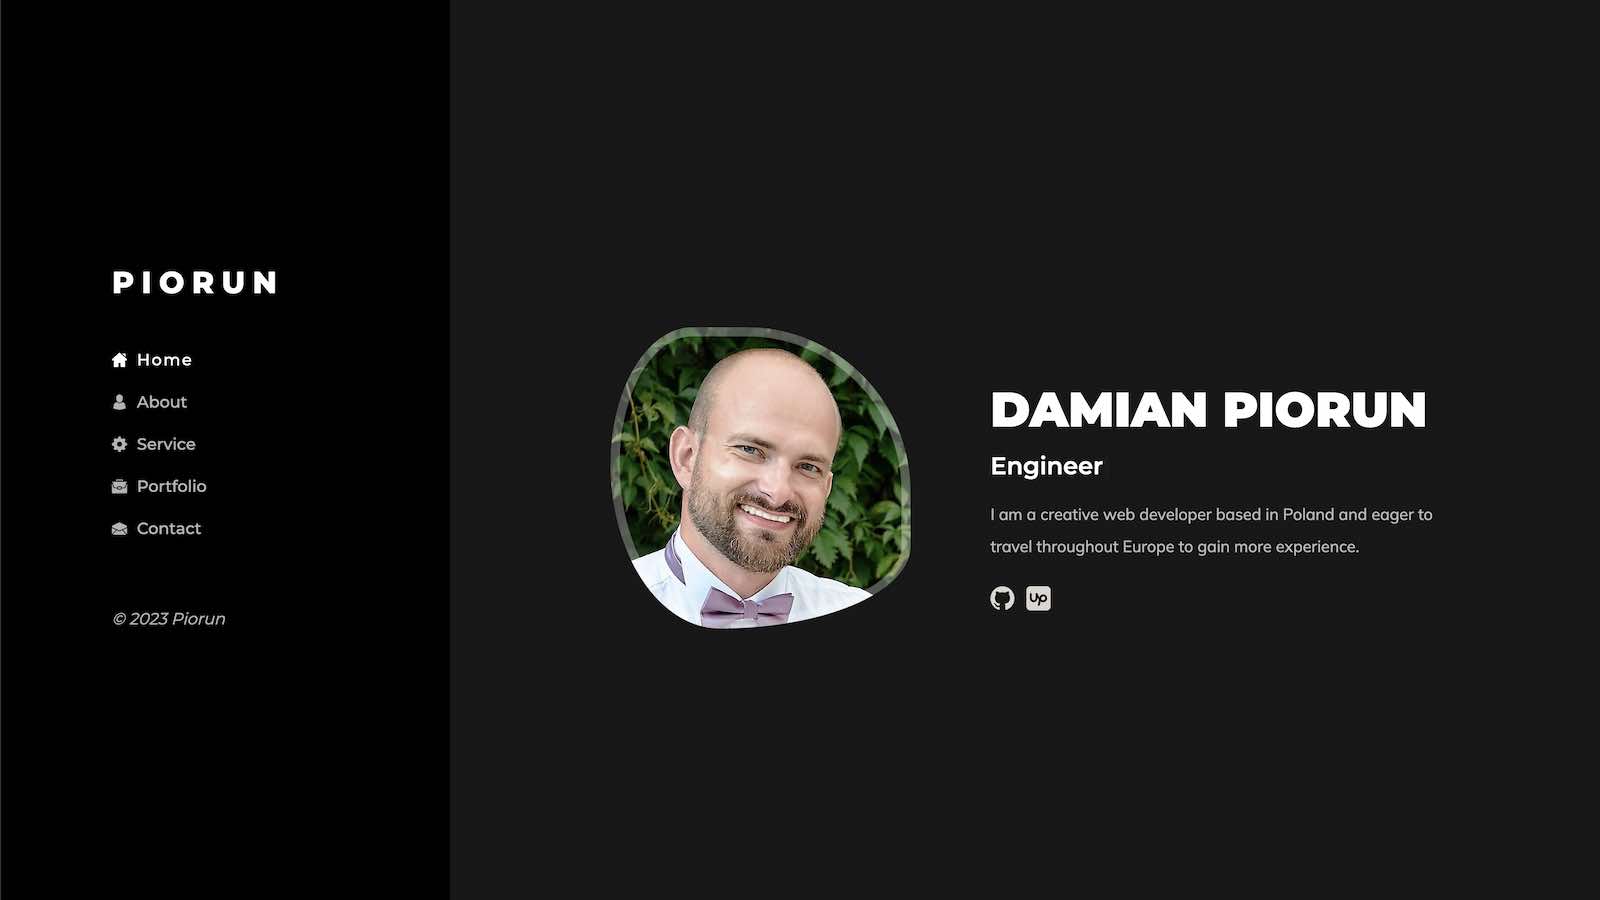 PIORUN
Home
About
Service
Portfolio
Contact
© 2023 Piorun
DAMIAN PIORUN
Engineer
I am a creative web developer based in Poland and eager to
travel throughout Europe to gain more experience.
Up